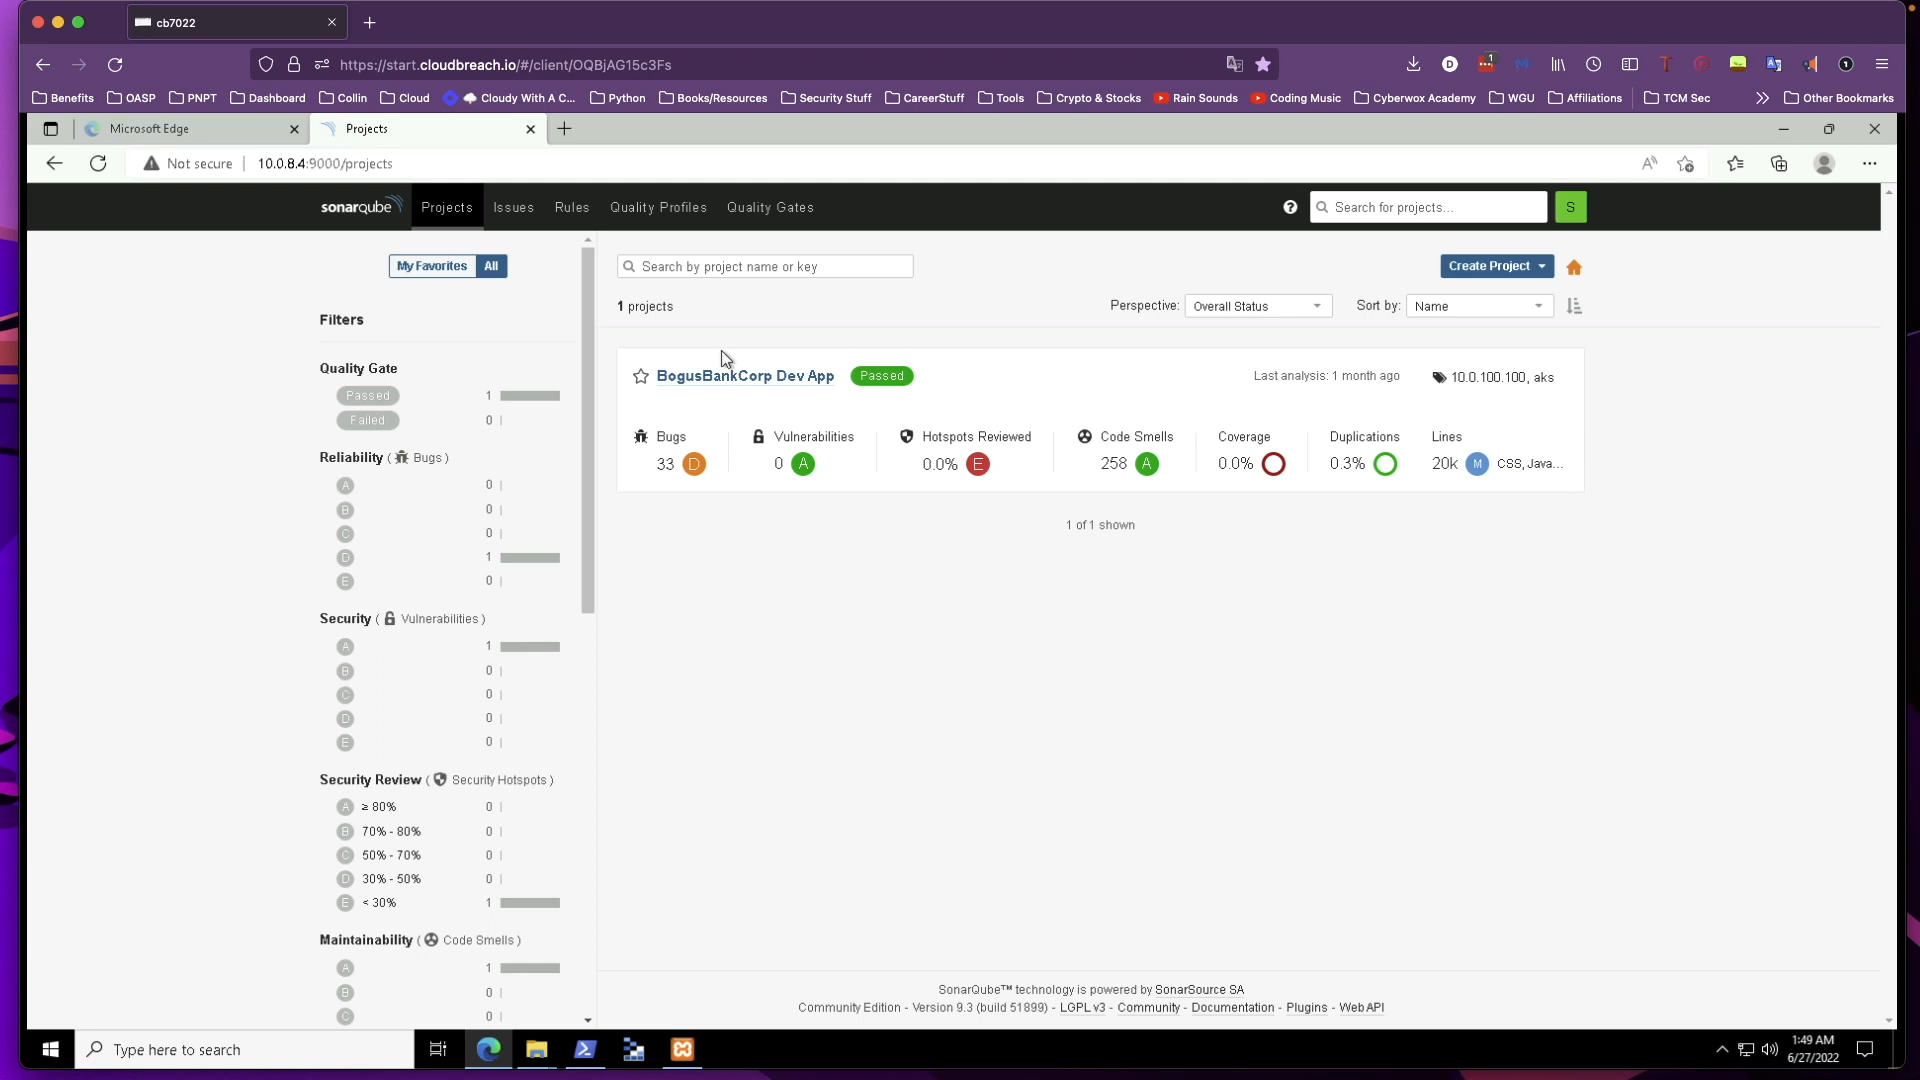 cb7022
https://start.cloudbreach.io/#/client/OQBjAG15c3Fs
Benefits OASP PNPT Dashboard Collin Cloud Cloudy With A C... Python Books/Resources Security Stuff CareerStuff Tools Crypto & Stocks Rain Sounds Coding Music Cyberwox Academy WGU Affiliations TCM Sec Other Bookmarks
Microsoft Edge Projects
Not secure 10.0.8.4:9000/projects
sonarqube Projects Issues Rules Quality Profiles Quality Gates Search for projects... S
My Favorites All
Search by project name or key Create Project
1 projects Perspective: Overall Status Sort by: Name
Filters
BogusBankCorp Dev App Passed Last analysis: 1 month ago 10.0.100.100, aks
Bugs Vulnerabilities Hotspots Reviewed Code Smells Coverage Duplications Lines
33 D 0 A 0.0% E 258 A 0.0% 0.3% 20k M CSS, Java...
1 of 1 shown
Quality Gate
Passed 1
Failed 0
Reliability ( Bugs )
A 0
B 0
C 0
D 1
E 0
Security ( Vulnerabilities )
A 1
B 0
C 0
D 0
E 0
Security Review ( Security Hotspots )
A ≥ 80% 0
B 70% - 80% 0
C 50% - 70% 0
D 30% - 50% 0
E < 30% 1
Maintainability ( Code Smells )
A 1
B 0
C 0
SonarQube™ technology is powered by SonarSource SA
Community Edition - Version 9.3 (build 51899) - LGPL v3 - Community - Documentation - Plugins - Web API
Type here to search
1:49 AM
6/27/2022